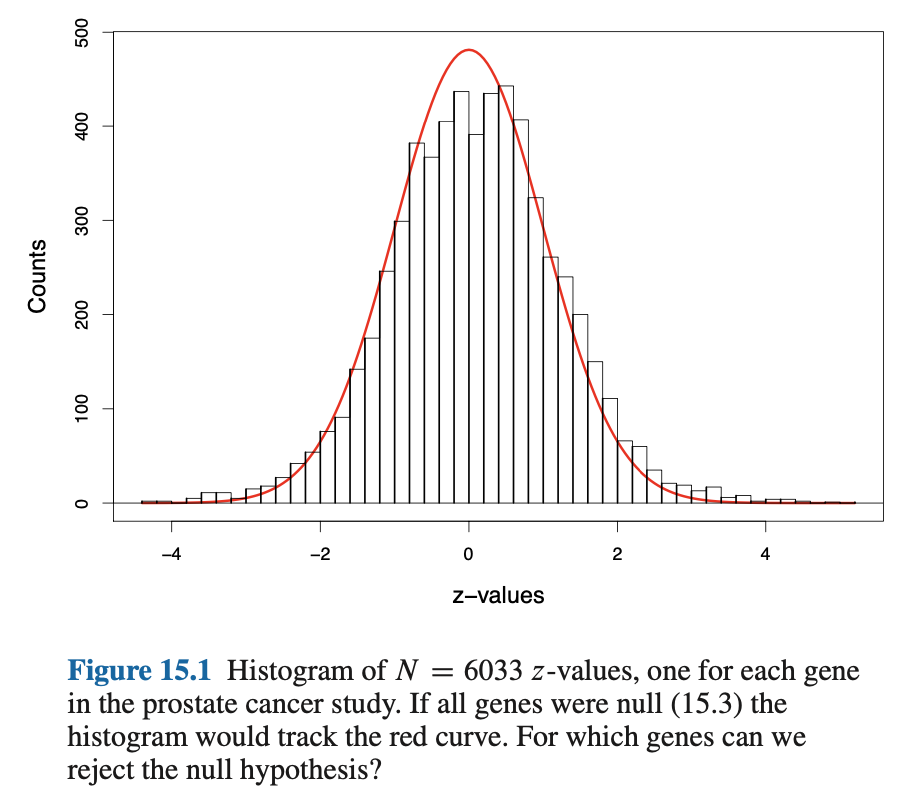 500
400
300
200
100
0
Counts
−4
−2
0
2
4
z−values
Figure 15.1 Histogram of N = 6033 z-values, one for each gene
in the prostate cancer study. If all genes were null (15.3) the
histogram would track the red curve. For which genes can we
reject the null hypothesis?